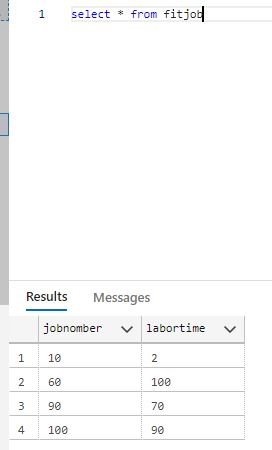 1 select * from fitjob
Results Messages
jobnomber labortime
1 10 2
2 60 100
3 90 70
4 100 90